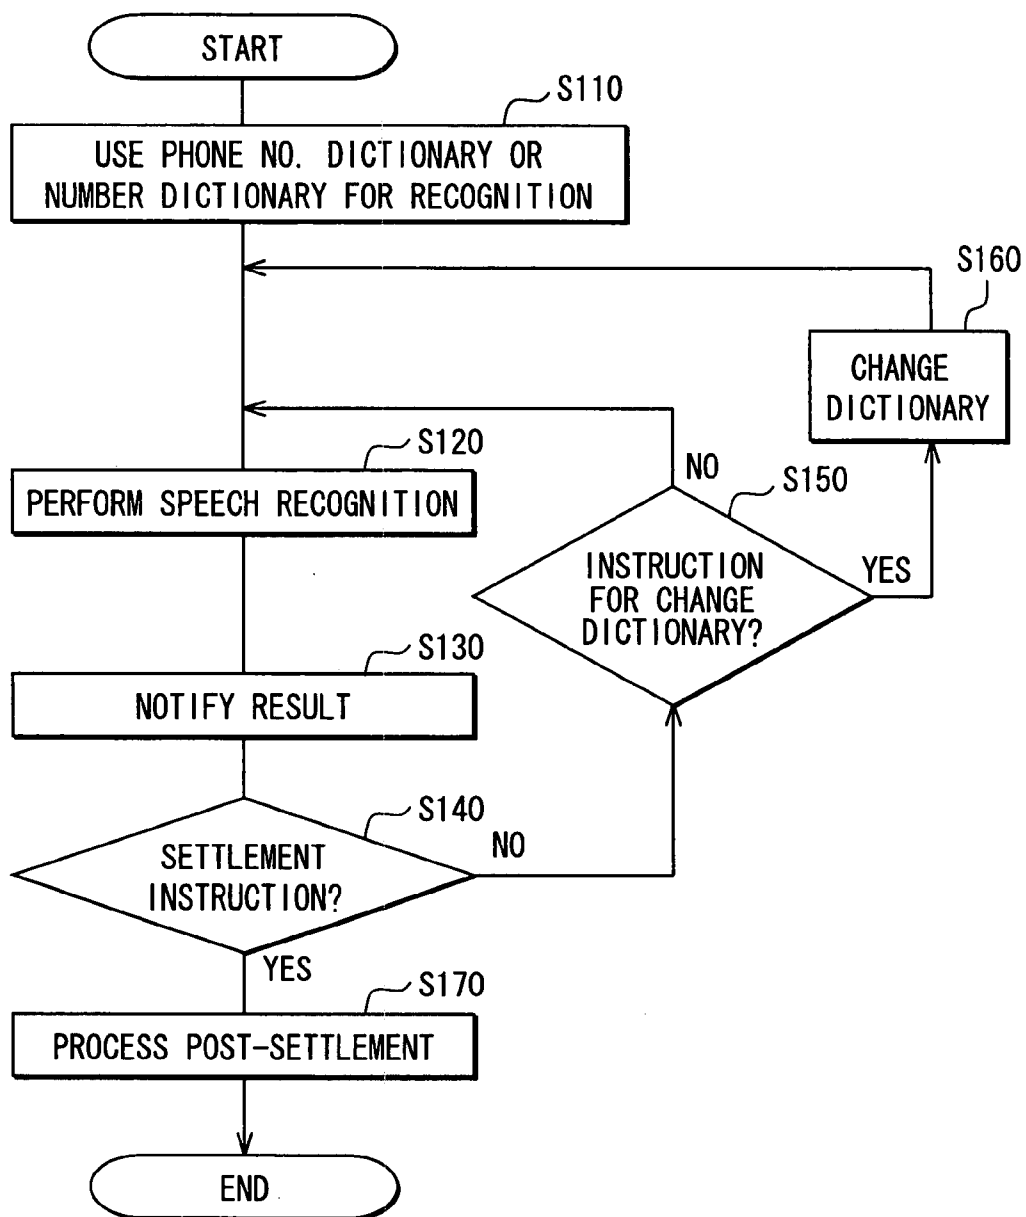 START
S110
USE PHONE NO. DICTIONARY OR
NUMBER DICTIONARY FOR RECOGNITION
S160
CHANGE
DICTIONARY
S120
PERFORM SPEECH RECOGNITION
NO
S150
INSTRUCTION
FOR CHANGE
DICTIONARY?
YES
S130
NOTIFY RESULT
S140
SETTLEMENT
INSTRUCTION?
NO
YES
S170
PROCESS POST-SETTLEMENT
END